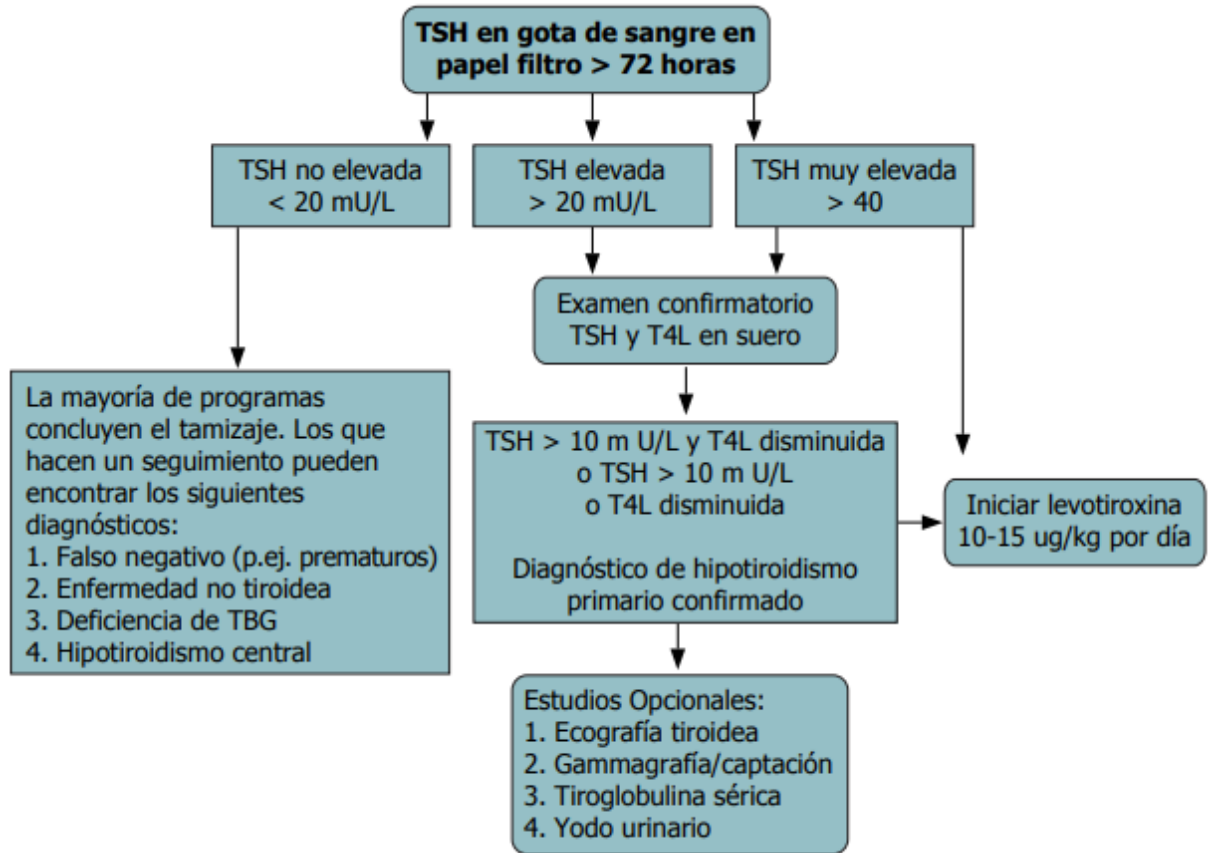 TSH en gota de sangre en
papel filtro > 72 horas
TSH no elevada
< 20 mU/L
TSH elevada
> 20 mU/L
TSH muy elevada
> 40
Examen confirmatorio
TSH y T4L en suero
La mayoría de programas
concluyen el tamizaje. Los que
hacen un seguimiento pueden
encontrar los siguientes
diagnósticos:
1. Falso negativo (p.ej. prematuros)
2. Enfermedad no tiroidea
3. Deficiencia de TBG
4. Hipotiroidismo central
TSH > 10 m U/L y T4L disminuida
o TSH > 10 m U/L
o T4L disminuida
Diagnóstico de hipotiroidismo
primario confirmado
Iniciar levotiroxina
10-15 ug/kg por día
Estudios Opcionales:
1. Ecografía tiroidea
2. Gammagrafía/captación
3. Tiroglobulina sérica
4. Yodo urinario